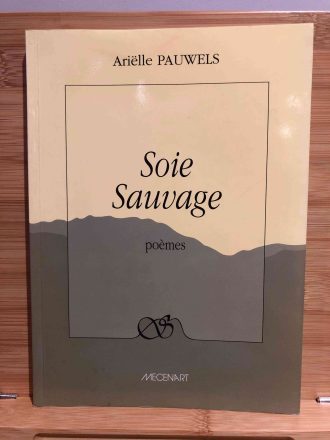 Ariëlle PAUWELS
Soie
Sauvage
poèmes
MECENART